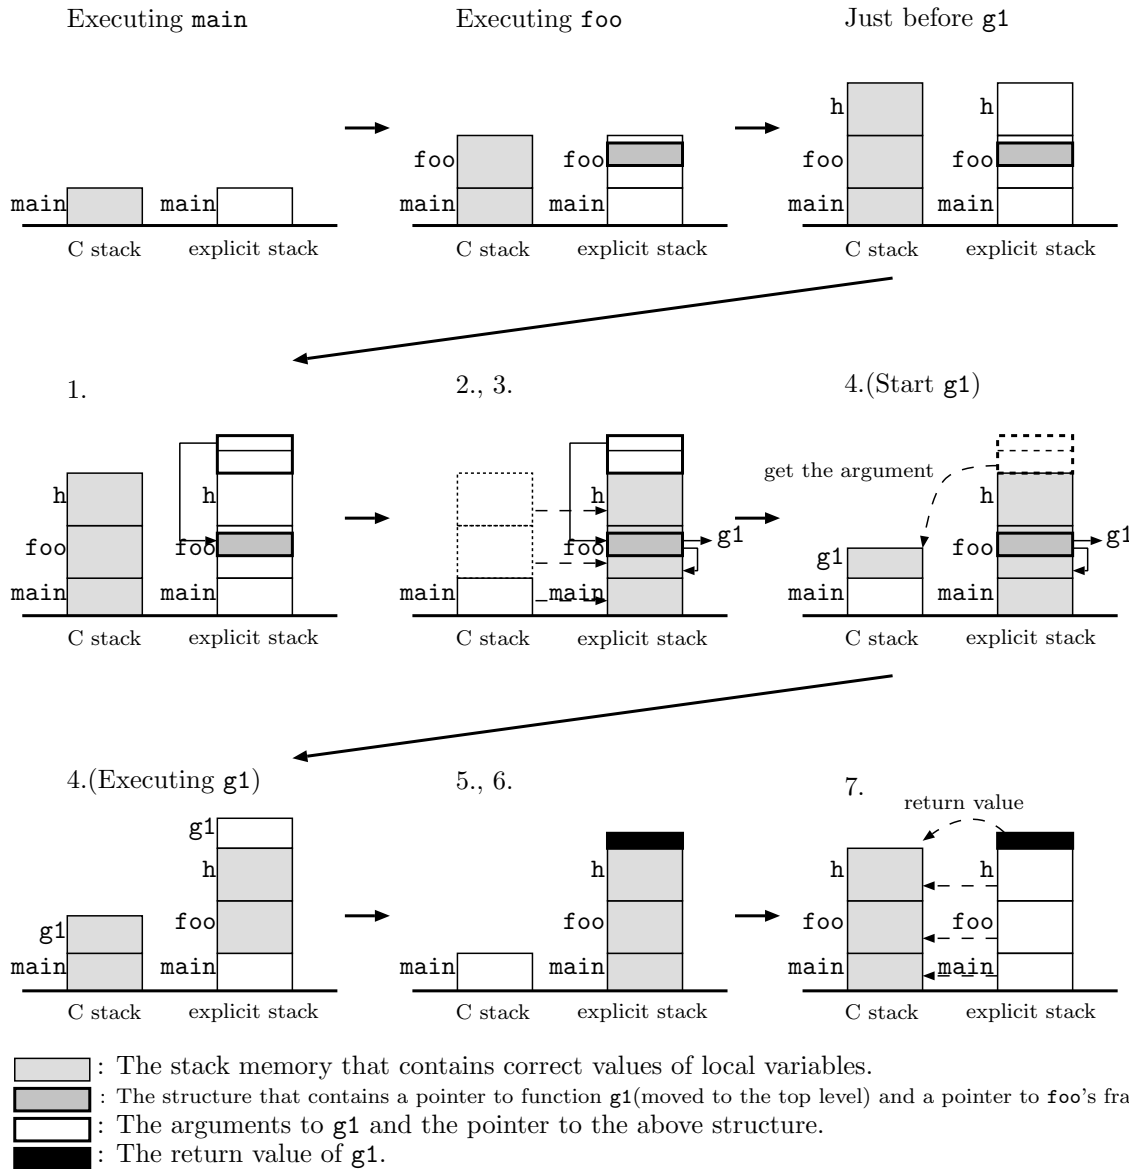 Executing main Executing foo Just before g1
h h
foo foo foo foo
main main main main main main
C stack explicit stack C stack explicit stack C stack explicit stack
1. 2., 3. 4.(Start g1)
get the argument
h h h h
foo foo foo g1 g1 foo g1
main main main main main
C stack explicit stack C stack explicit stack C stack explicit stack
4.(Executing g1) 5., 6. 7.
return value
g1
h h h h
g1 foo foo foo foo
main main main main main main
C stack explicit stack C stack explicit stack C stack explicit stack
: The stack memory that contains correct values of local variables.
: The structure that contains a pointer to function g1(moved to the top level) and a pointer to foo's fra
: The arguments to g1 and the pointer to the above structure.
: The return value of g1.